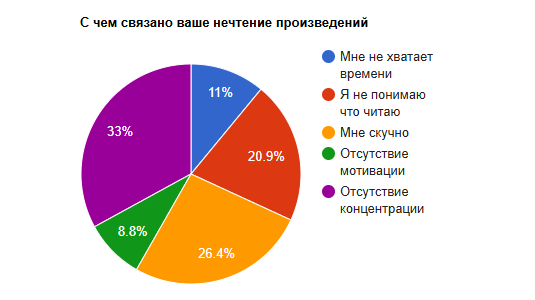 С чем связано ваше нечтение произведений
Мне не хватает
времени
Я не понимаю
что читаю
Мне скучно
Отсутствие
мотивации
Отсутствие
концентрации
11%
20.9%
26.4%
8.8%
33%